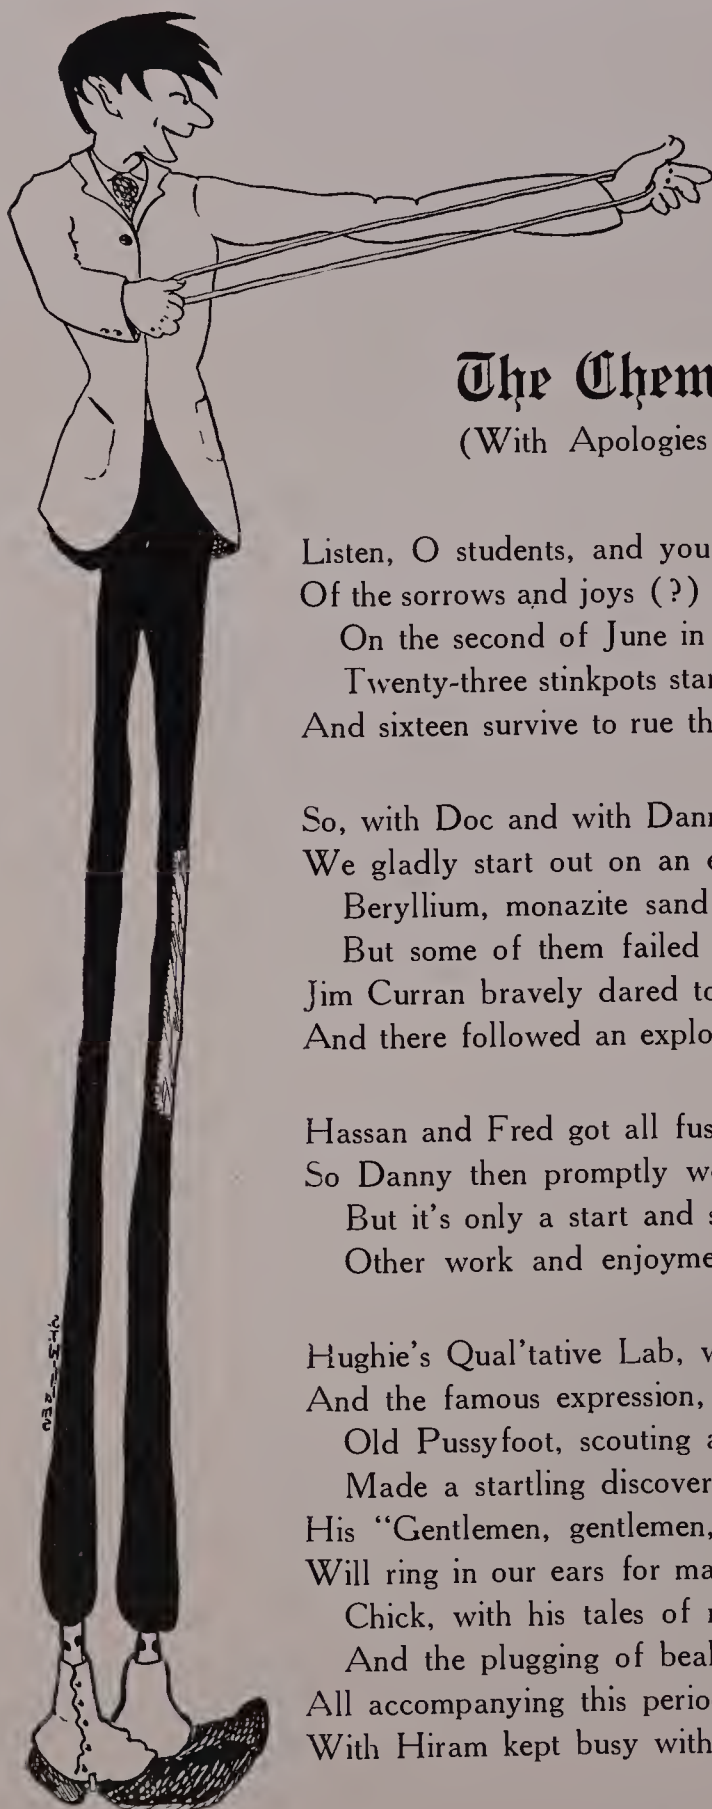 The Chem
(With Apologies
Listen, O students, and you
Of the sorrows and joys (?)
On the second of June in
Twenty-three stinkpots star
And sixteen survive to rue th
So, with Doc and with Dann
We gladly start out on an e
Beryllium, monazite sand
But some of them failed
Jim Curran bravely dared to
And there followed an explo
Hassan and Fred got all fus
So Danny then promptly w
But it's only a start and s
Other work and enjoyme
Hughie's Qual'tative Lab, w
And the famous expression,
Old Pussyfoot, scouting a
Made a startling discover
His "Gentlemen, gentlemen,
Will ring in our ears for ma
Chick, with his tales of
And the plugging of beak
All accompanying this perio
With Hiram kept busy with